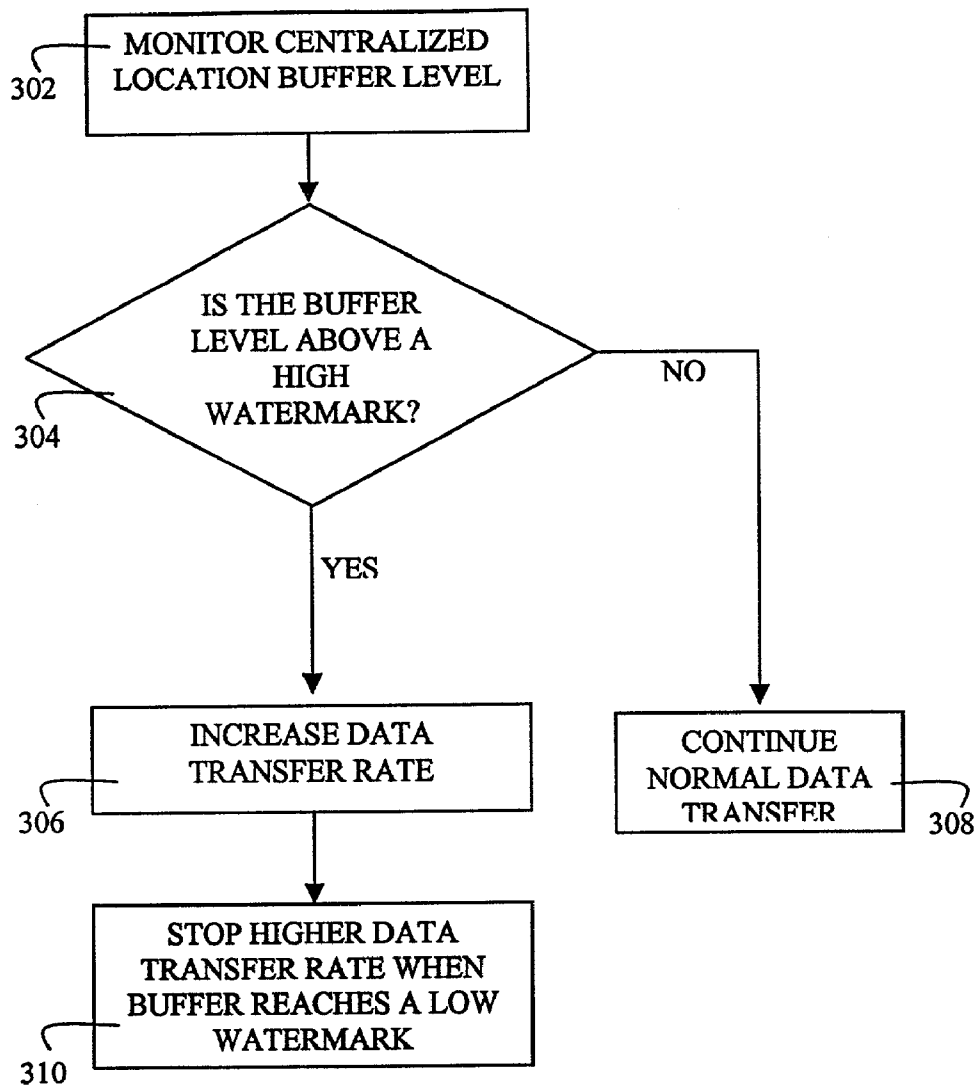 MONITOR CENTRALIZED
LOCATION BUFFER LEVEL
302
IS THE BUFFER
LEVEL ABOVE A
HIGH
WATERMARK?
304
NO
YES
INCREASE DATA
TRANSFER RATE
306
CONTINUE
NORMAL DATA
TRANSFER
308
STOP HIGHER DATA
TRANSFER RATE WHEN
BUFFER REACHES A LOW
WATERMARK
310